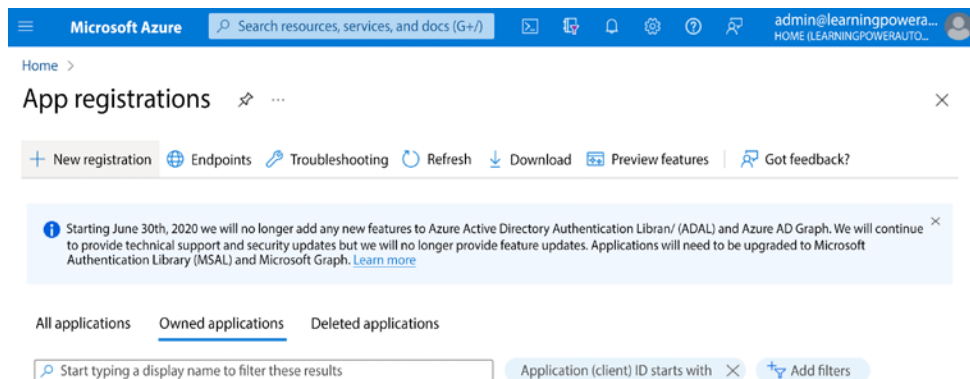 Microsoft Azure
Search resources, services, and docs (G+/)
admin@learningpowera...
HOME (LEARNINGPOWERAUTO...
Home >
App registrations
...
+ New registration
Endpoints
Troubleshooting
Refresh
Download
Preview features
Got feedback?
Starting June 30th, 2020 we will no longer add any new features to Azure Active Directory Authentication Libran/ (ADAL) and Azure AD Graph. We will continue
to provide technical support and security updates but we will no longer provide feature updates. Applications will need to be upgraded to Microsoft
Authentication Library (MSAL) and Microsoft Graph. Learn more
All applications
Owned applications
Deleted applications
Start typing a display name to filter these results
Application (client) ID starts with
Add filters